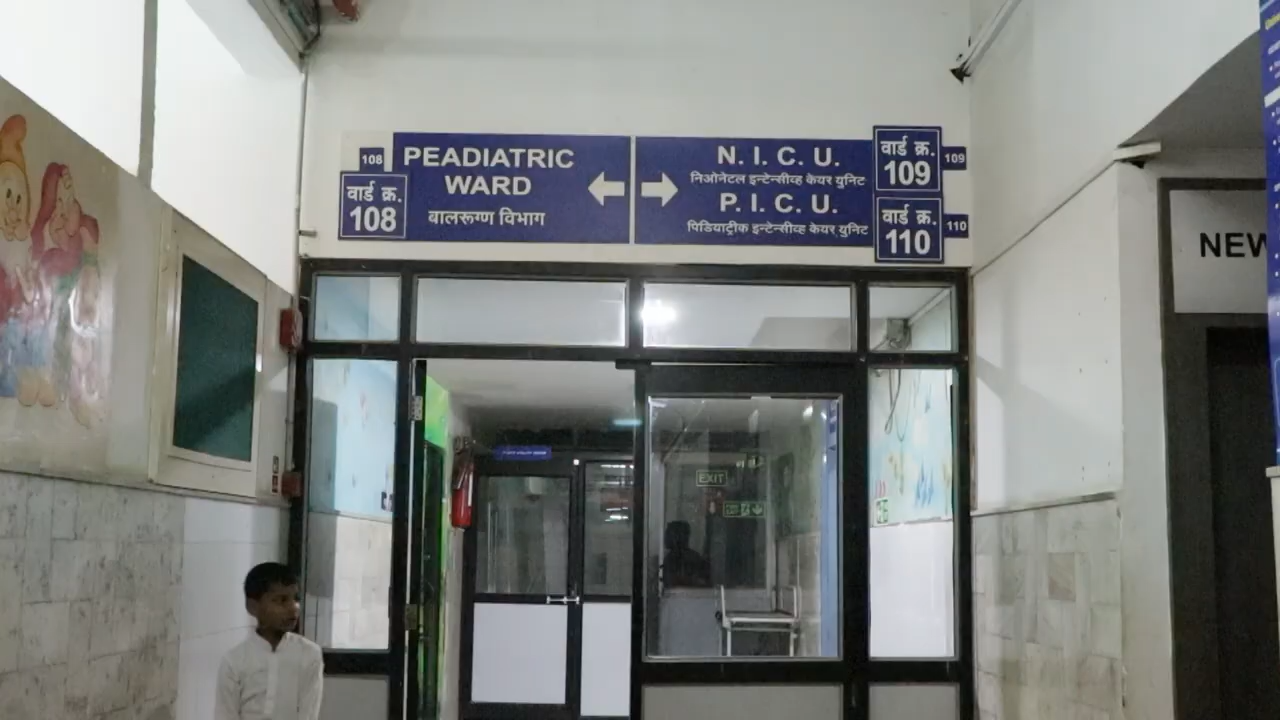 108
PEADIATRIC
WARD
बालरूग्ण विभाग
वार्ड क्र.
108
N. I. C. U.
निओनेटल इन्टेन्सीव्ह केयर युनिट
P. I. C. U.
पिडियाट्रीक इन्टेन्सीव्ह केयर युनिट
वार्ड क्र.
109
109
वार्ड क्र.
110
110
NEW
EXIT